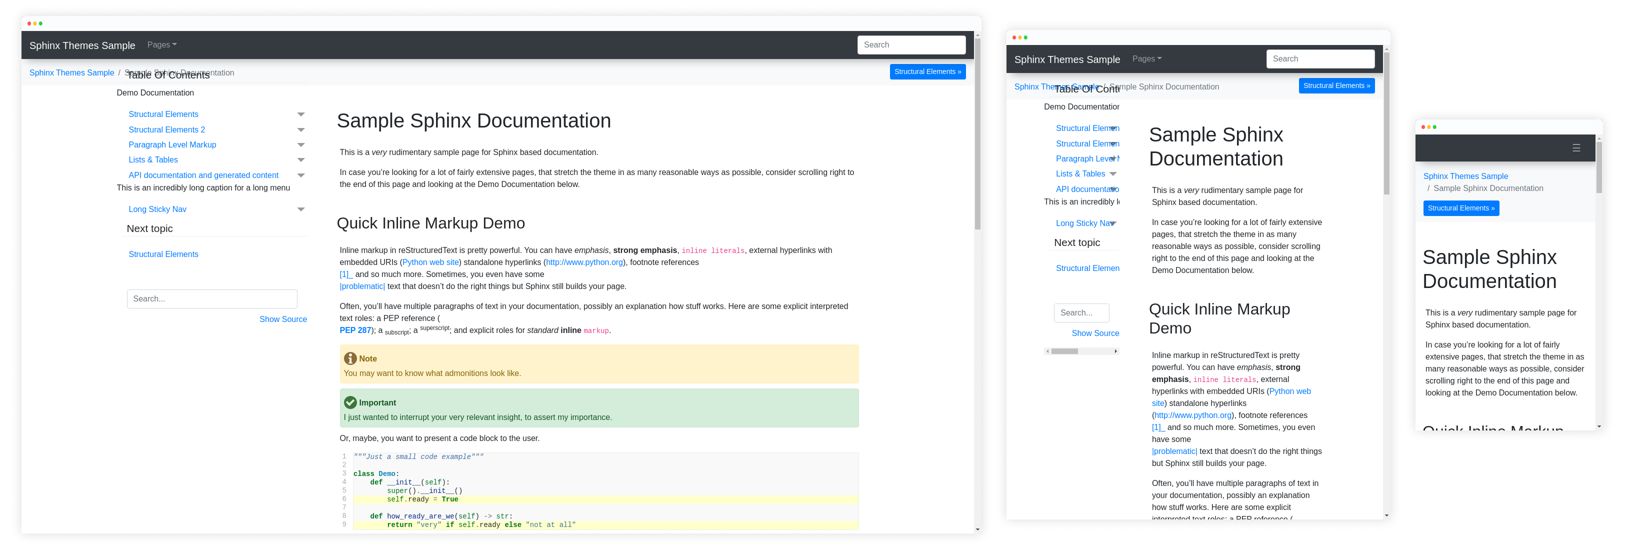 Sphinx Themes Sample Pages Search
Sphinx Themes Sample / Sample Sphinx Documentation Structural Elements »
Table Of Contents
Demo Documentation
Structural Elements
Structural Elements 2
Paragraph Level Markup
Lists & Tables
API documentation and generated content
This is an incredibly long caption for a long menu
Long Sticky Nav
Next topic
Structural Elements
Search...
Show Source
Sample Sphinx Documentation
This is a very rudimentary sample page for Sphinx based documentation.
In case you're looking for a lot of fairly extensive pages, that stretch the theme in as many reasonable ways as possible, consider scrolling right to
the end of this page and looking at the Demo Documentation below.
Quick Inline Markup Demo
Inline markup in reStructuredText is pretty powerful. You can have emphasis, strong emphasis, inline literals, external hyperlinks with
embedded URIs (Python web site) standalone hyperlinks (http://www.python.org), footnote references
[1]_ and so much more. Sometimes, you even have some
|problematic| text that doesn't do the right things but Sphinx still builds your page.
Often, you'll have multiple paragraphs of text in your documentation, possibly an explanation how stuff works. Here are some explicit interpreted
text roles: a PEP reference (
PEP 287); a subscript; a superscript; and explicit roles for standard inline markup.
Note
You may want to know what admonitions look like.
Important
I just wanted to interrupt your very relevant insight, to assert my importance.
Or, maybe, you want to present a code block to the user.
1 """Just a small code example"""
2
3 class Demo:
4 def __init__(self):
5 super().__init__()
6 self.ready = True
7
8 def how_ready_are_we(self) -> str:
9 return "very" if self.ready else "not at all"
Sphinx Themes Sample Pages Search
Sphinx Themes Sample / Sample Sphinx Documentation Structural Elements »
Table Of Conte
Demo Documentation
Structural Elemen
Structural Elemen
Paragraph Level M
Lists & Tables
API documentatio
This is an incredibly lo
Long Sticky Nav
Next topic
Structural Elemen
Search...
Show Source
Sample Sphinx
Documentation
This is a very rudimentary sample page for
Sphinx based documentation.
In case you're looking for a lot of fairly extensive
pages, that stretch the theme in as many
reasonable ways as possible, consider scrolling
right to the end of this page and looking at the
Demo Documentation below.
Quick Inline Markup
Demo
Inline markup in reStructuredText is pretty
powerful. You can have emphasis, strong
emphasis, inline literals, external
hyperlinks with embedded URIs (Python web
site) standalone hyperlinks
(http://www.python.org), footnote references
[1]_ and so much more. Sometimes, you even
have some
|problematic| text that doesn't do the right things
but Sphinx still builds your page.
Often, you'll have multiple paragraphs of text in
your documentation, possibly an explanation
how stuff works. Here are some explicit
interpreted text roles: a PEP reference (
Sphinx Themes Sample
/ Sample Sphinx Documentation
Structural Elements »
Sample Sphinx
Documentation
This is a very rudimentary sample page for
Sphinx based documentation.
In case you're looking for a lot of fairly
extensive pages, that stretch the theme in as
many reasonable ways as possible, consider
scrolling right to the end of this page and
looking at the Demo Documentation below.
Quick Inline Markup